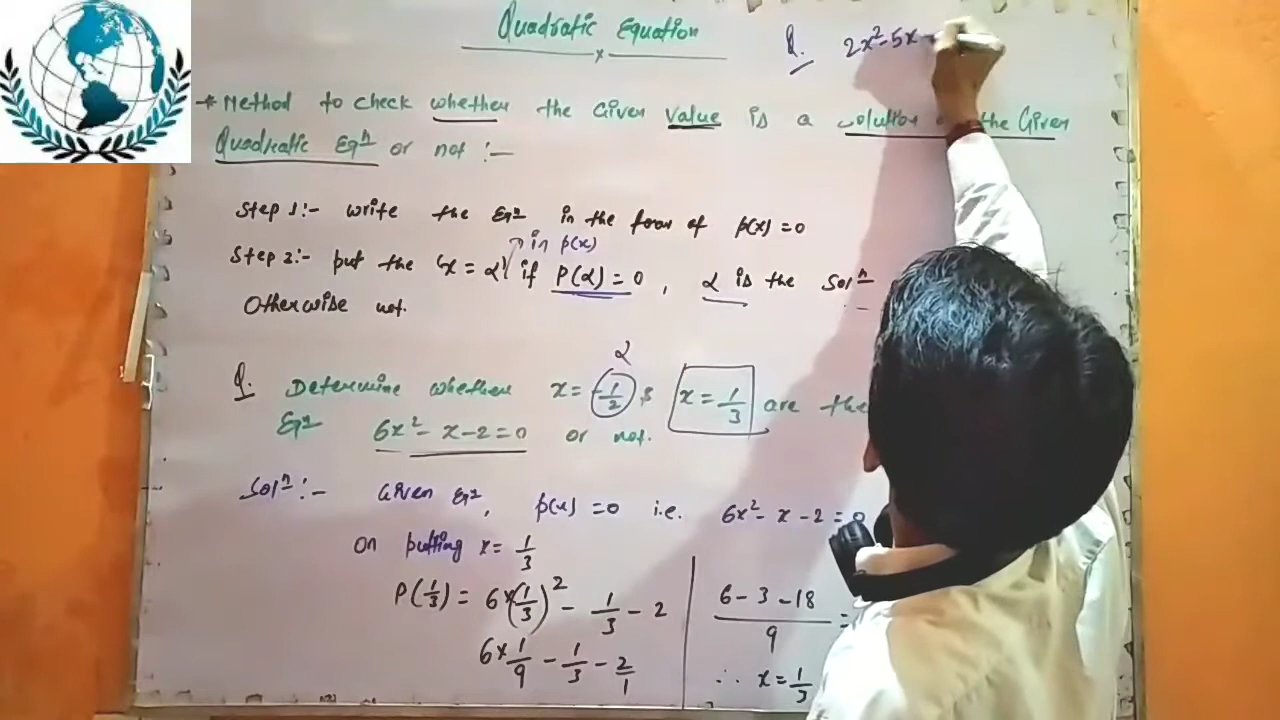 Quadratic Equation
Q. 2x² - 5x -
* Method to check whether the Given value is a solution the Given
Quadratic Eqⁿ or not :-
Step 1:- write the Eqⁿ in the form of p(x) = 0
in p(x)
Step 2:- put the 'x = α' if P(α) = 0 , α is the Solⁿ
Otherwise not.
α
Q. Determine whether x = -1/2 & x = 1/3 are the
Eqⁿ 6x² - x - 2 = 0 or not.
Solⁿ :- Given Eqⁿ, p(x) = 0 i.e. 6x² - x - 2 = 0
On putting x = 1/3
P(1/3) = 6×(1/3)² - 1/3 - 2
6×1/9 - 1/3 - 2/1
6 - 3 - 18 / 9 =
∴ x = 1/3